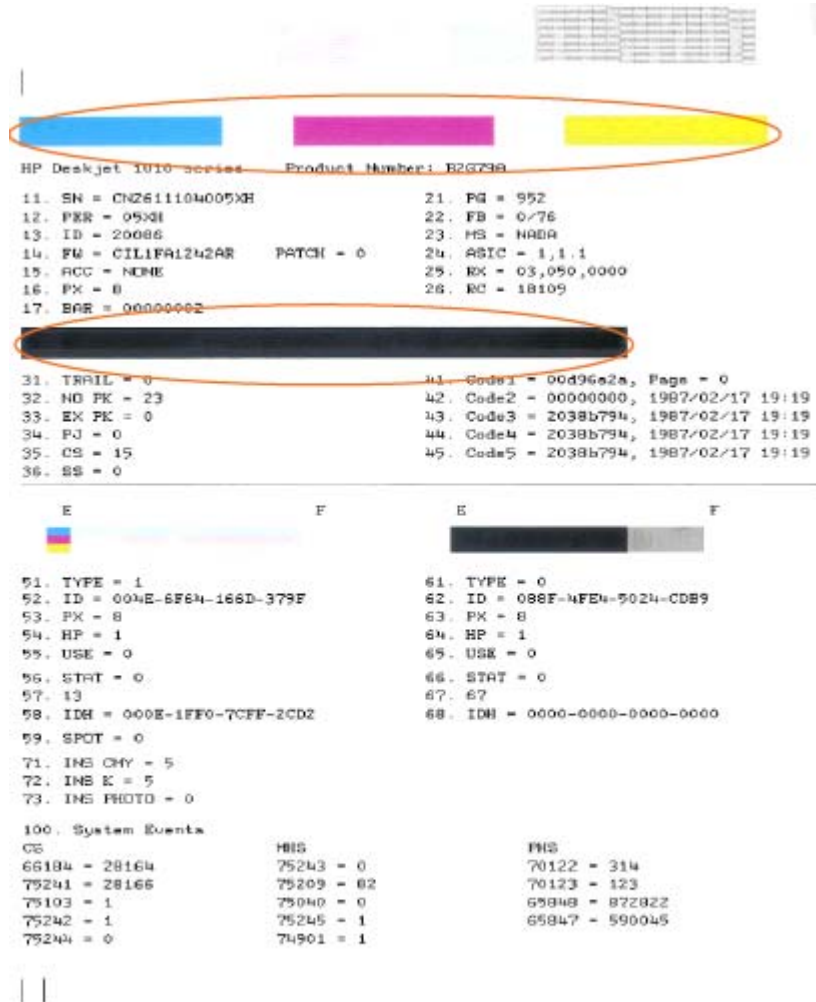 HP Deskjet 1010 series Product Number: B2G79A
11. SN = CN2611104005XH 21. PG = 952
12. PER = 05XH 22. FB = 0/76
13. ID = 20086 23. MS = NADA
14. FW = CIL1FA1242AR PATCH = 0 24. ASIC = 1,1.1
15. ACC = NONE 25. RX = 03,050,0000
16. PX = 8 26. RC = 18109
17. BAR = 00000002
31. TRAIL = 0 41. Code1 = 00d96a2a, Page = 0
32. NO PK = 23 42. Code2 = 00000000, 1987/02/17 19:19
33. EX PK = 0 43. Code3 = 2038b794, 1987/02/17 19:19
34. PJ = 0 44. Code4 = 2038b794, 1987/02/17 19:19
35. CS = 15 45. Code5 = 2038b794, 1987/02/17 19:19
36. SS = 0
E F E F
51. TYPE = 1 61. TYPE = 0
52. ID = 004E-6F64-166D-379F 62. ID = 088F-4FE4-5024-CDB9
53. PX = 8 63. PX = 8
54. HP = 1 64. HP = 1
55. USE = 0 65. USE = 0
56. STAT = 0 66. STAT = 0
57. 13 67. 67
58. IDH = 000E-1FF0-7CFF-2CD2 68. IDH = 0000-0000-0000-0000
59. SPOT = 0
71. INS CMY = 5
72. INS K = 5
73. INS PHOTO = 0
100. System Events
CS MHS PHS
66184 = 28164 75243 = 0 70122 = 314
75241 = 28166 75209 = 82 70123 = 123
75103 = 1 75040 = 0 65848 = 872822
75242 = 1 75245 = 1 65847 = 590045
75244 = 0 74901 = 1